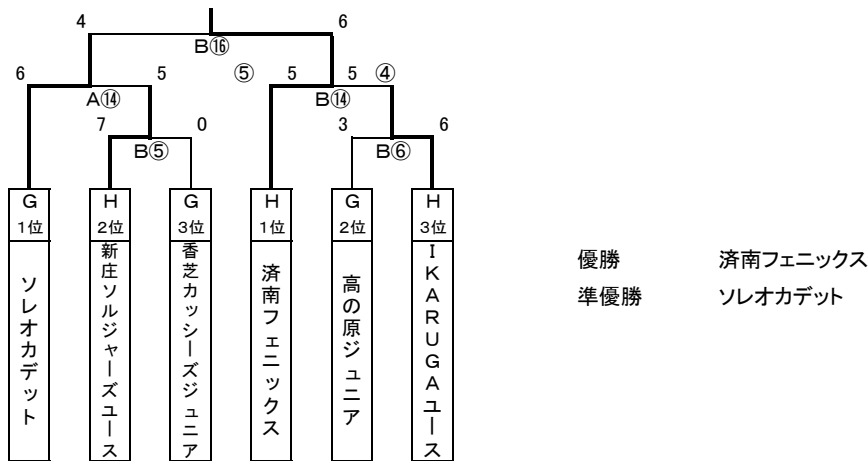 4 6
B⑯
6 5 ⑤ 5 5 ④
A⑭ B⑭
7 0 3 6
B⑤ B⑥
G H G H G H
1位 2位 3位 1位 2位 3位
ソレオカデット
新庄ソルジャーズユース
香芝カッシーズジュニア
済南フェニックス
高の原ジュニア
IKARUGAユース
優勝 済南フェニックス
準優勝 ソレオカデット